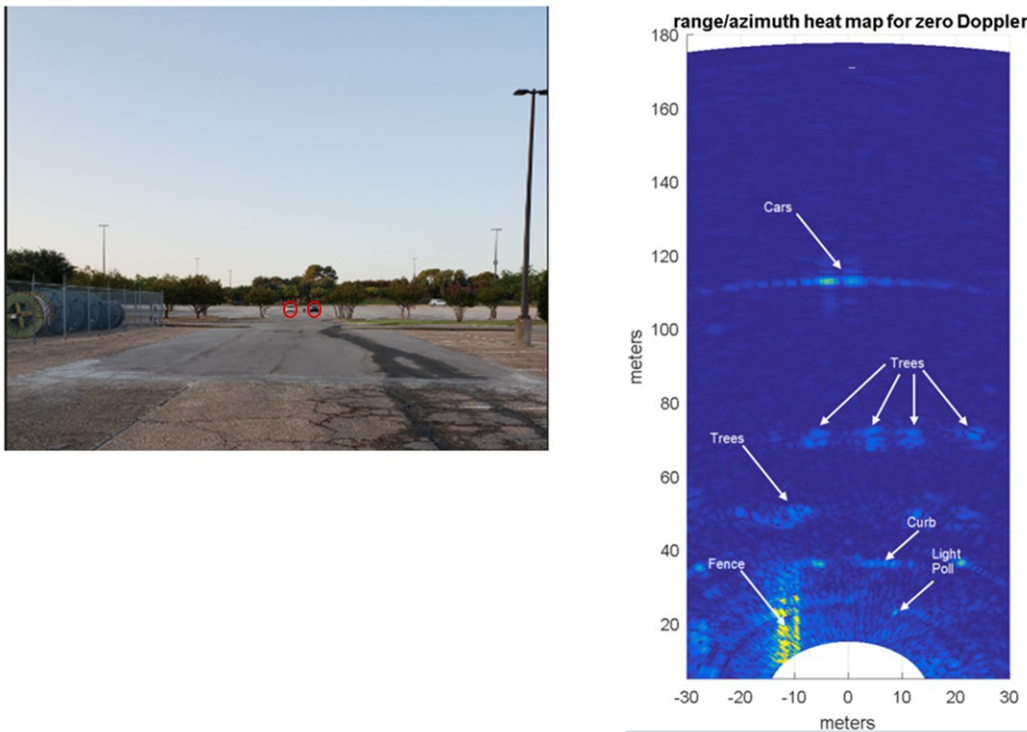 range/azimuth heat map for zero Doppler
180
160
140
120
100
80
60
40
20
meters
Cars
Trees
Trees
Curb
Light
Poll
Fence
-30 -20 -10 0 10 20 30
meters